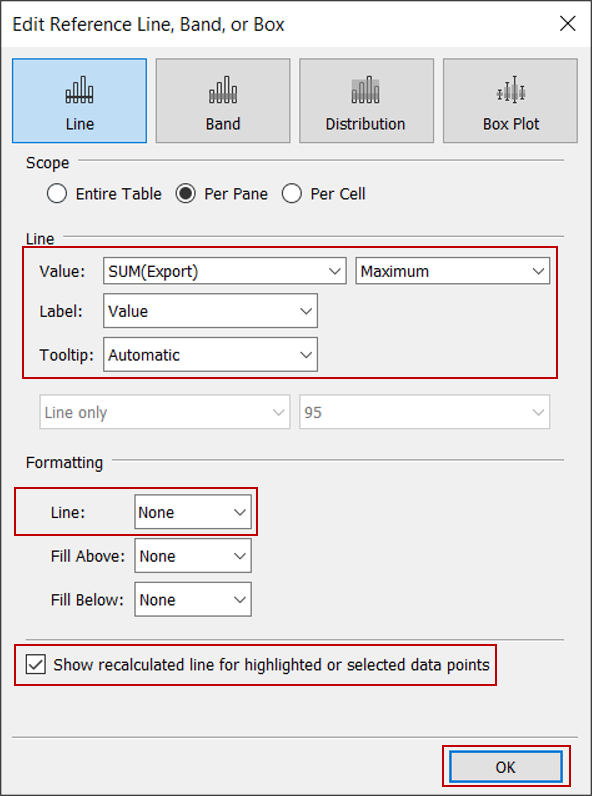 Edit Reference Line, Band, or Box
Line Band Distribution Box Plot
Scope
Entire Table Per Pane Per Cell
Line
Value: SUM(Export) Maximum
Label: Value
Tooltip: Automatic
Line only 95
Formatting
Line: None
Fill Above: None
Fill Below: None
Show recalculated line for highlighted or selected data points
OK